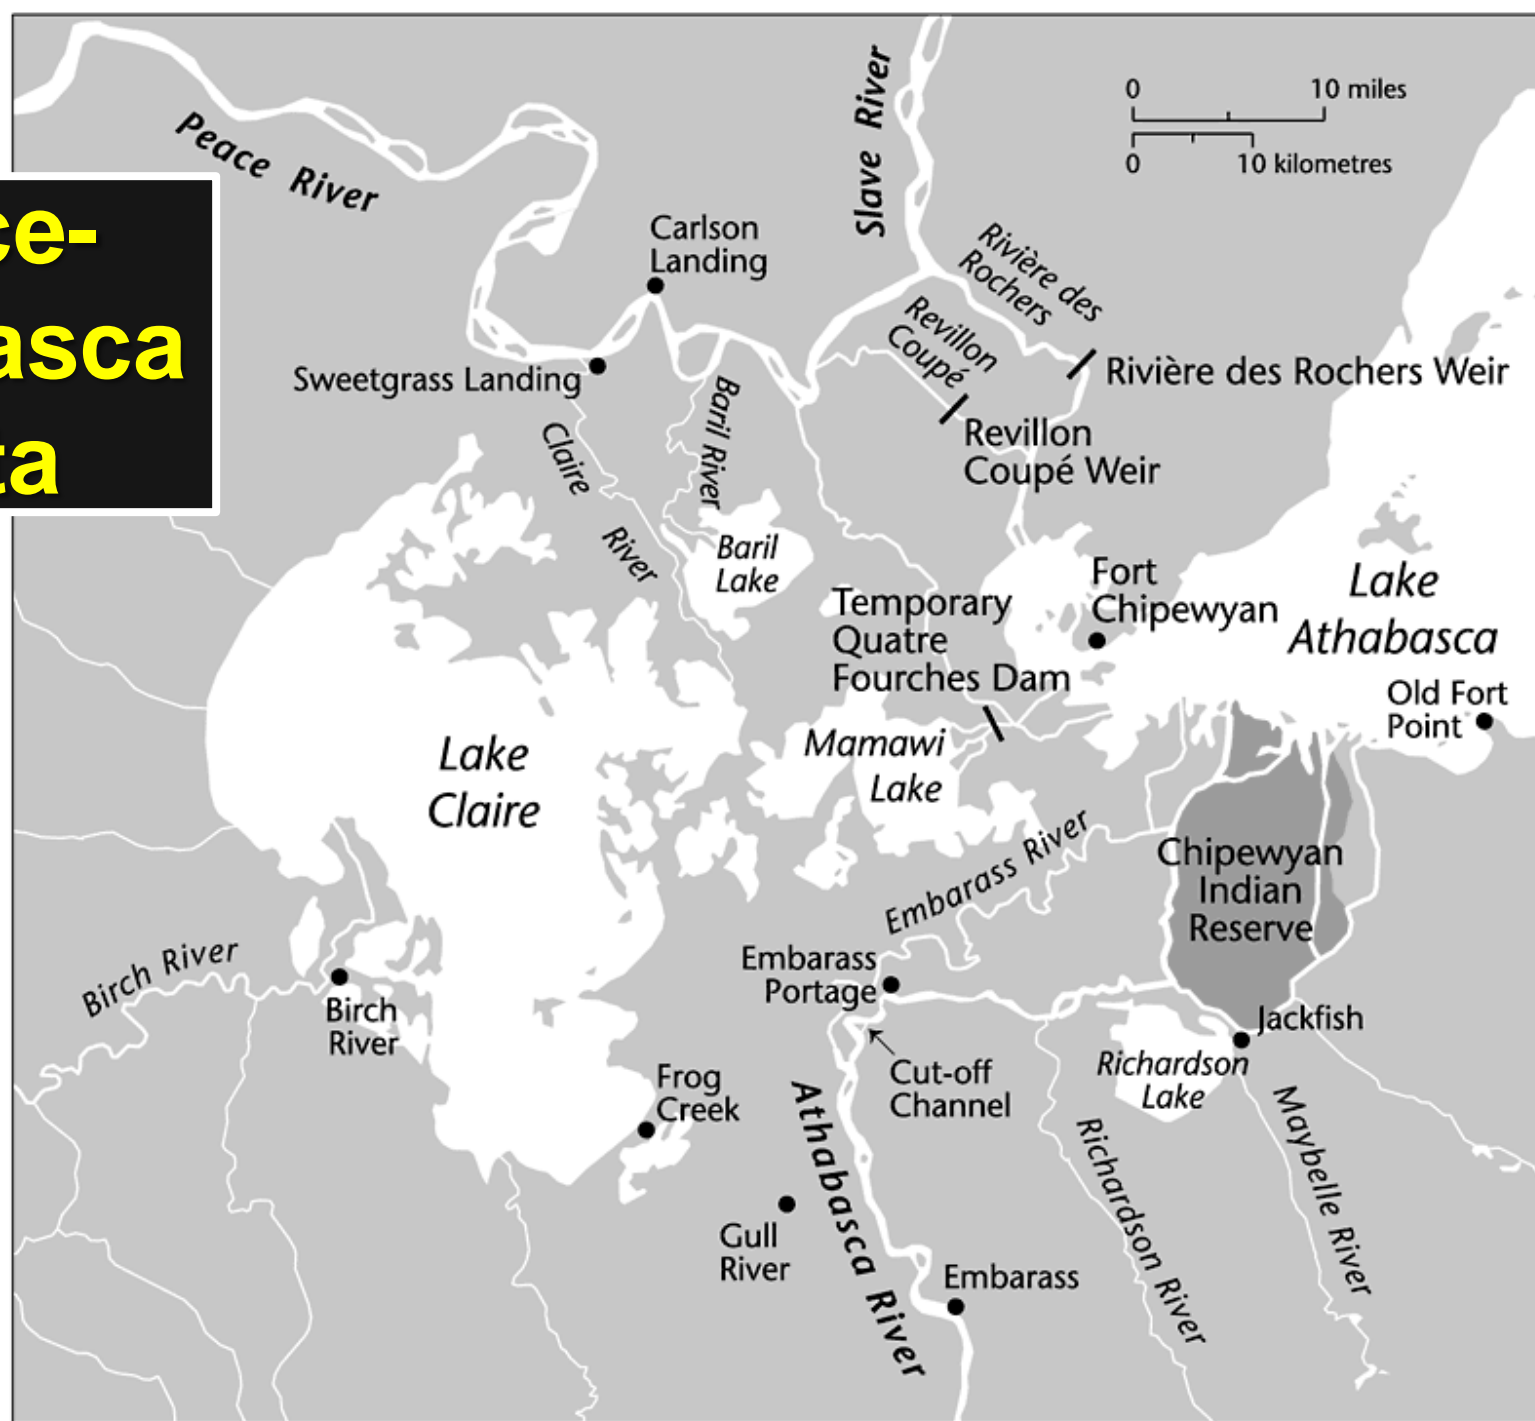 ce-
asca
ta
Peace River
Slave River
0 10 miles
0 10 kilometres
Carlson
Landing
Rivière des
Rochers
Revillon
Coupé
Sweetgrass Landing
Rivière des Rochers Weir
Claire
River
Baril River
Revillon
Coupé Weir
Baril
Lake
Fort
Chipewyan
Lake
Athabasca
Temporary
Quatre
Fourches Dam
Old Fort
Point
Lake
Claire
Mamawi
Lake
Embarass River
Chipewyan
Indian
Reserve
Birch River
Embarass
Portage
Birch
River
Jackfish
Richardson
Lake
Cut-off
Channel
Frog
Creek
Athabasca River
Richardson River
Maybelle River
Gull
River
Embarass